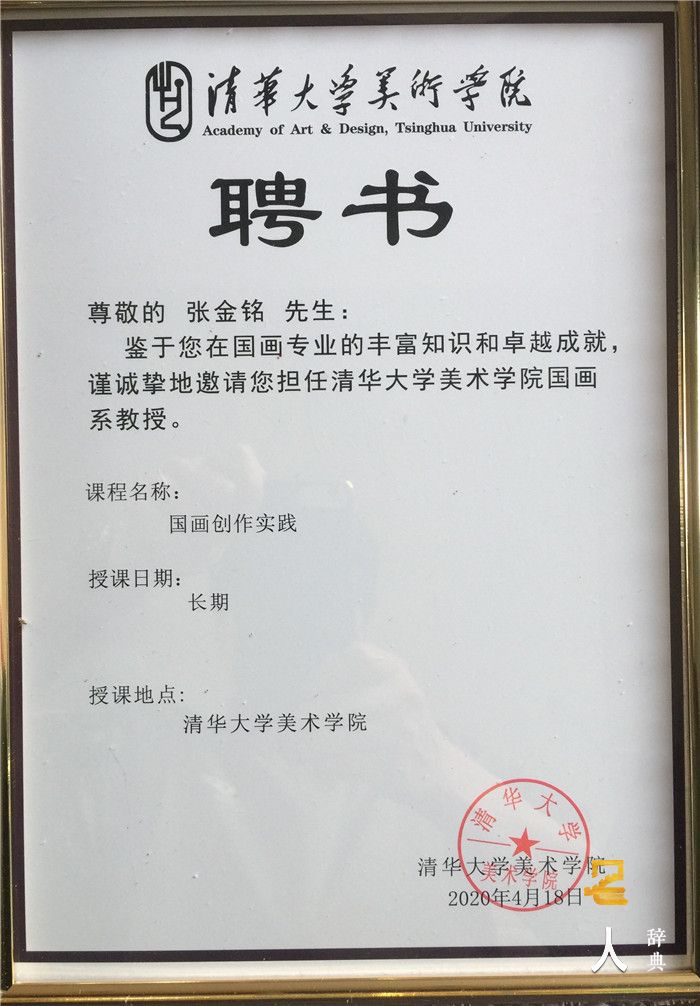 清華大学美術学院
Academy of Art & Design, Tsinghua University
聘书
尊敬的 张金铭 先生：
鉴于您在国画专业的丰富知识和卓越成就，
谨诚挚地邀请您担任清华大学美术学院国画
系教授。
课程名称：
国画创作实践
授课日期：
长期
授课地点：
清华大学美术学院
清华大学
美术学院
清华大学美术学院
2020年4月18日
人
辞典